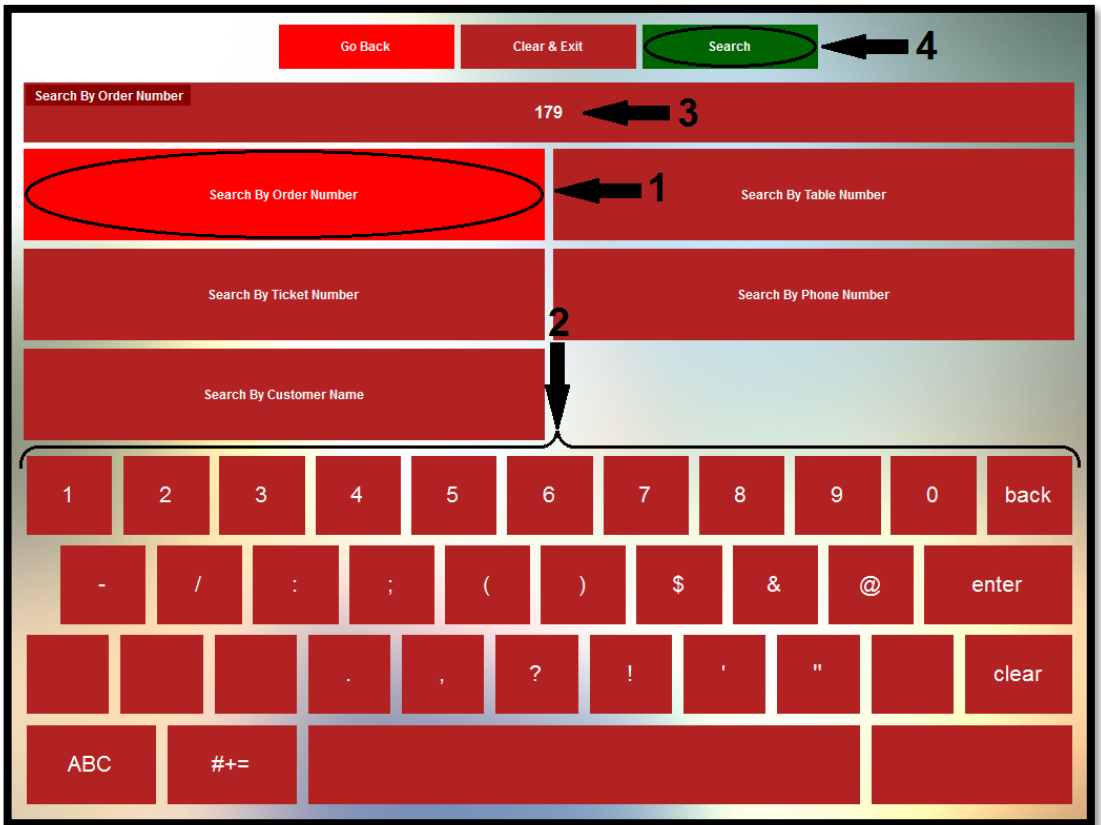 Go Back Clear & Exit Search 4
Search By Order Number
179 3
Search By Order Number 1 Search By Table Number
Search By Ticket Number Search By Phone Number
2
Search By Customer Name
1 2 3 4 5 6 7 8 9 0 back
- / : ; ( ) $ & @ enter
. , ? ! ' " clear
ABC #+=